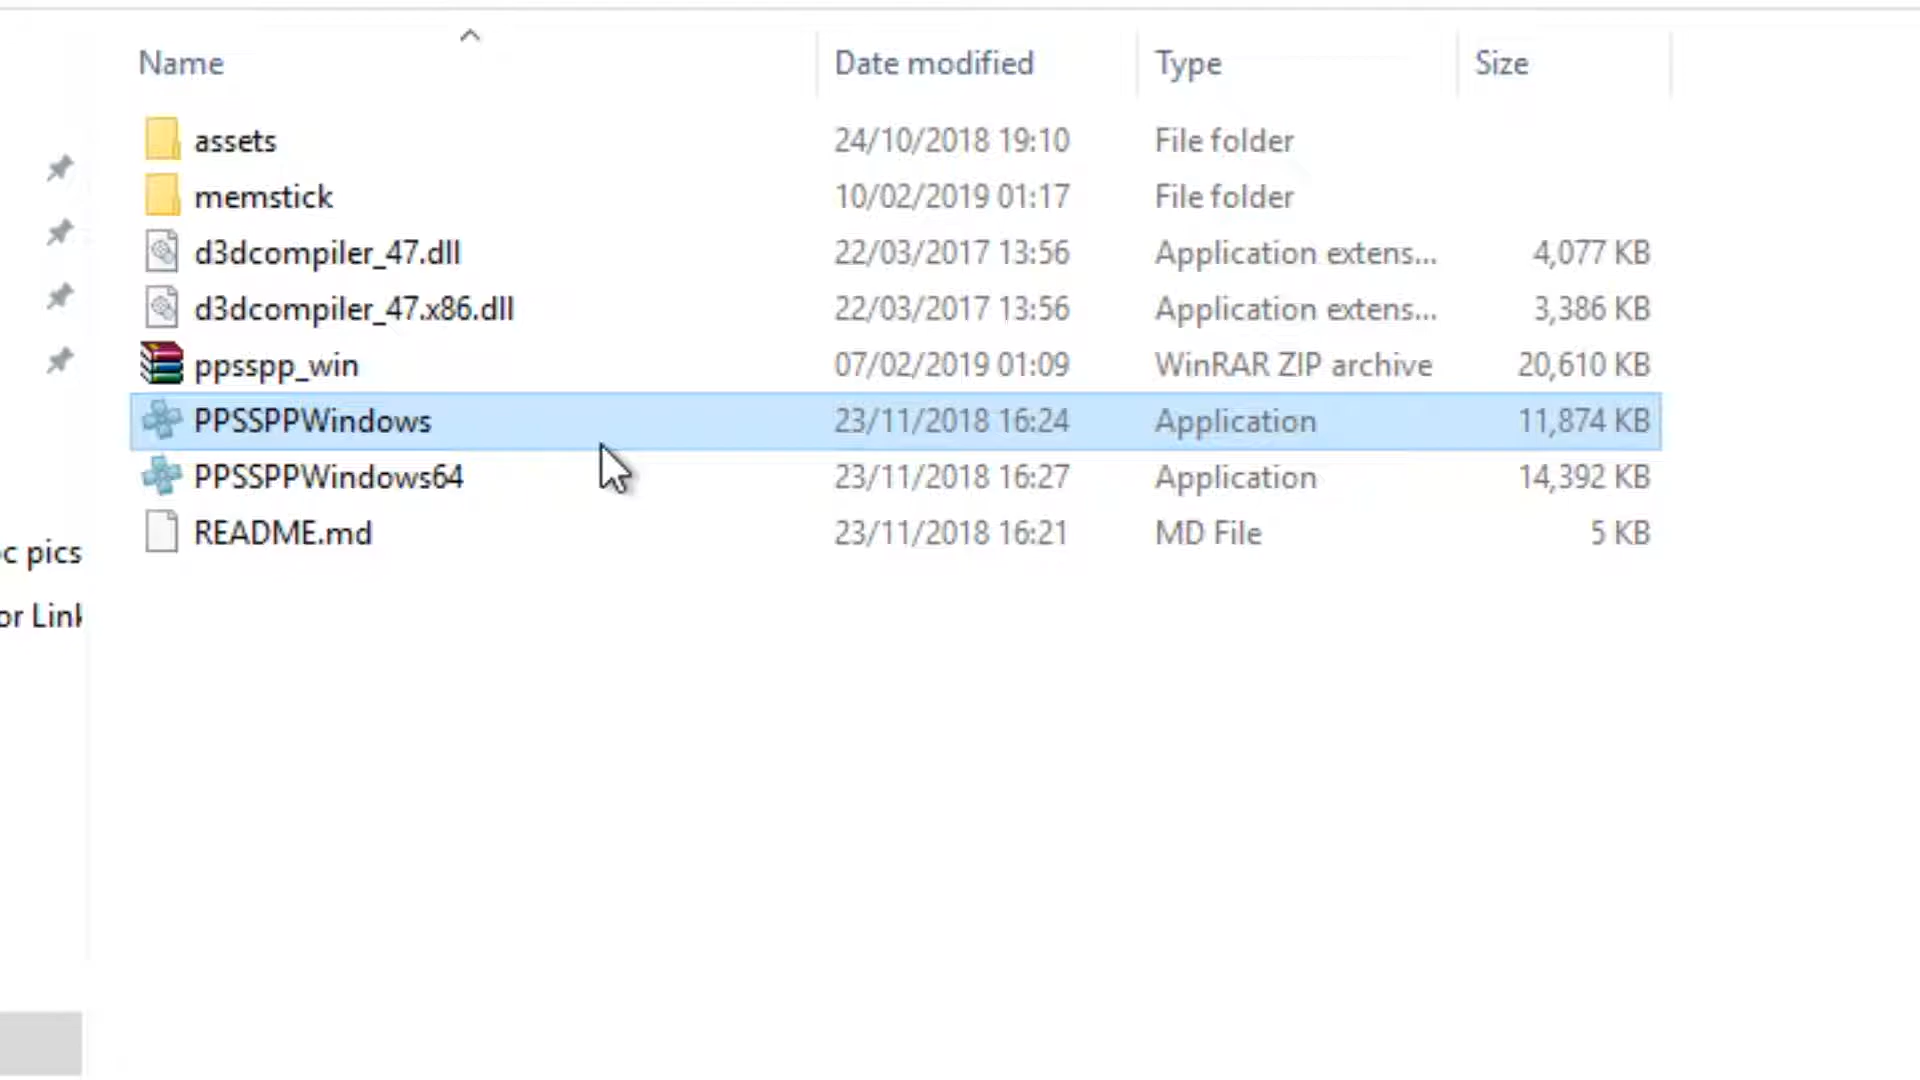 Name Date modified Type Size
assets 24/10/2018 19:10 File folder
memstick 10/02/2019 01:17 File folder
d3dcompiler_47.dll 22/03/2017 13:56 Application extens... 4,077 KB
d3dcompiler_47.x86.dll 22/03/2017 13:56 Application extens... 3,386 KB
ppsspp_win 07/02/2019 01:09 WinRAR ZIP archive 20,610 KB
PPSSPPWindows 23/11/2018 16:24 Application 11,874 KB
PPSSPPWindows64 23/11/2018 16:27 Application 14,392 KB
README.md 23/11/2018 16:21 MD File 5 KB
c pics
or Link